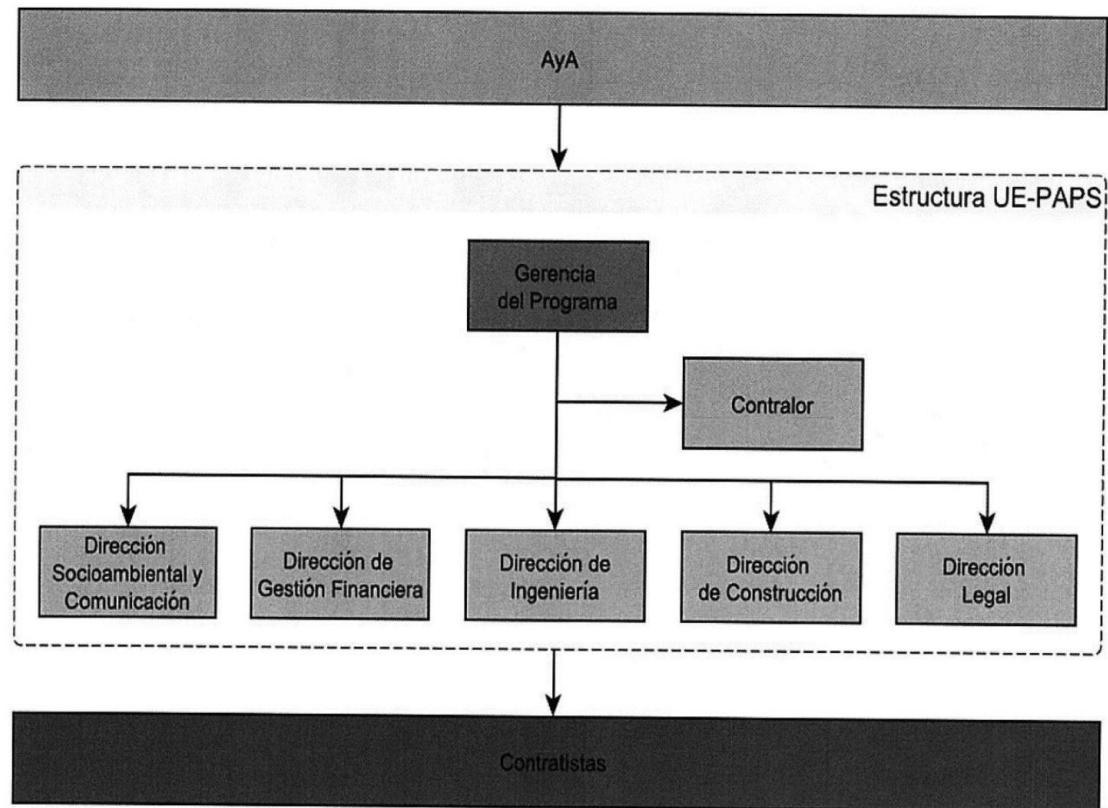 AyA
Estructura UE-PAPS
Gerencia
del Programa
Contralor
Dirección
Socioambiental y
Comunicación
Dirección de
Gestión Financiera
Dirección de
Ingeniería
Dirección
de Construcción
Dirección
Legal
Contratistas